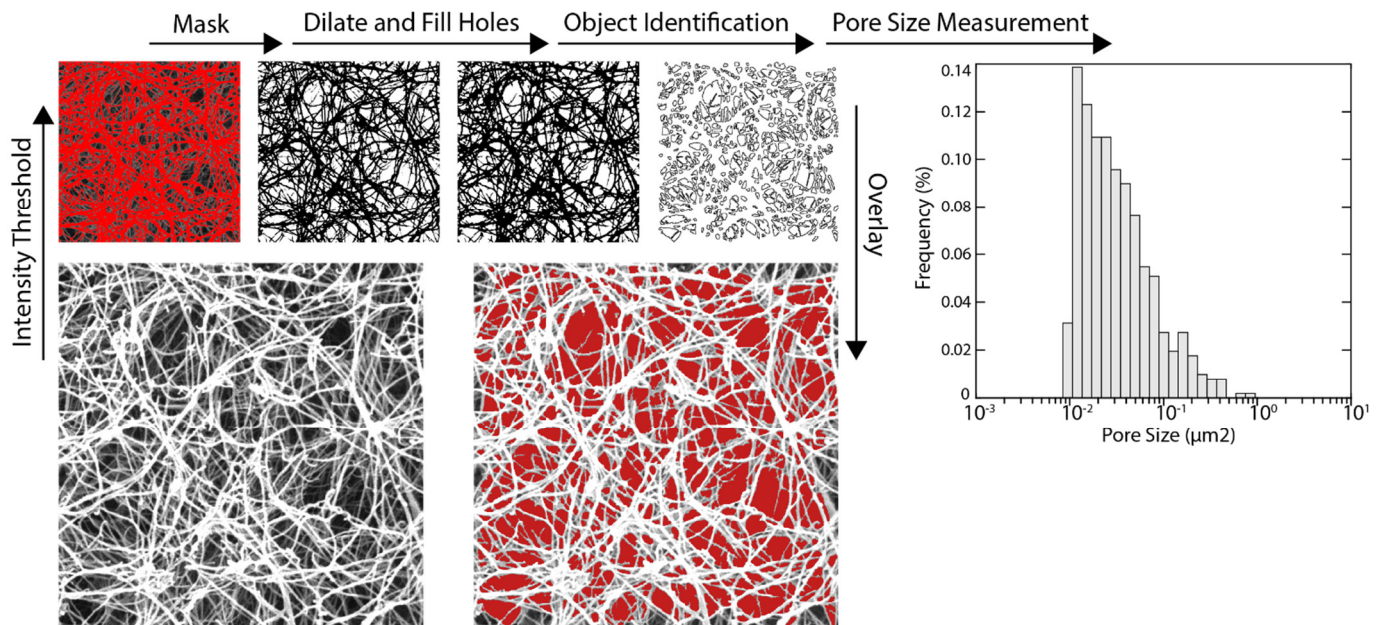 Mask
Dilate and Fill Holes
Object Identification
Pore Size Measurement
Intensity Threshold
Overlay
Frequency (%)
0.14
0.12
0.10
0.08
0.06
0.04
0.02
0
10-3
10-2
10-1
100
101
Pore Size (µm2)